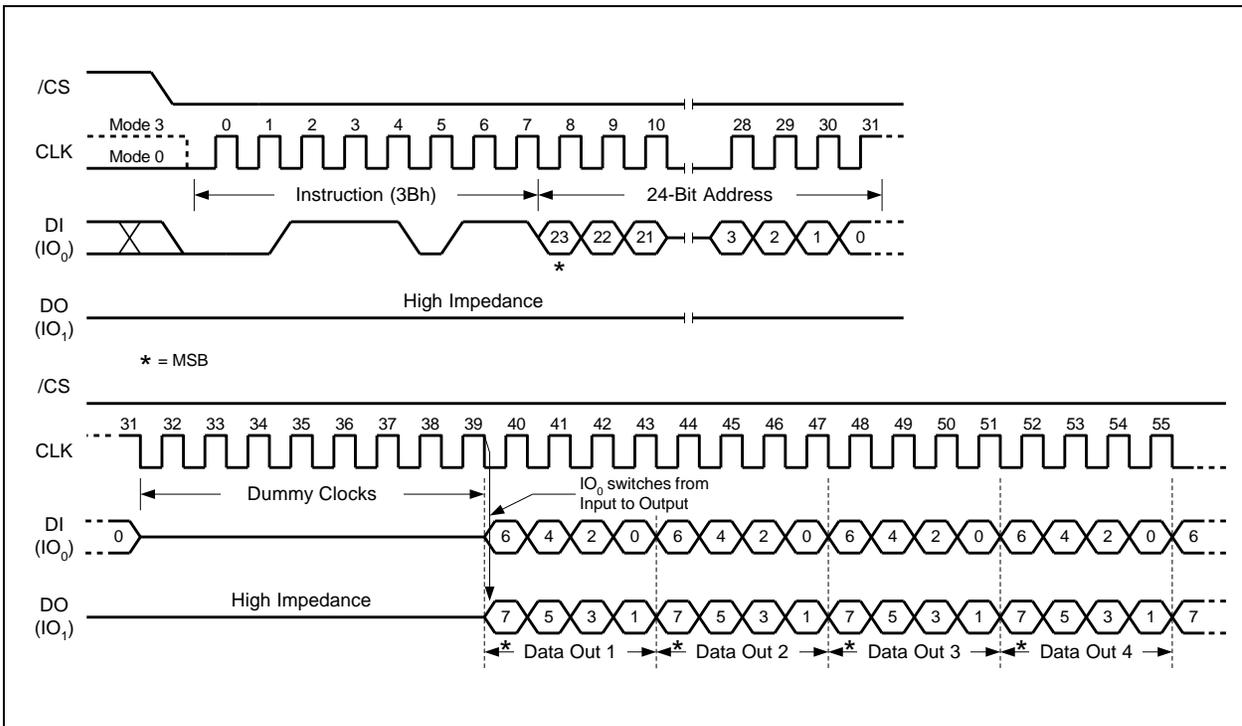 /CS
Mode 3 0 1 2 3 4 5 6 7 8 9 10 28 29 30 31
CLK
Mode 0
Instruction (3Bh) 24-Bit Address
DI
(IO0) 23 22 21 3 2 1 0
*
High Impedance
DO
(IO1)
* = MSB
/CS
31 32 33 34 35 36 37 38 39 40 41 42 43 44 45 46 47 48 49 50 51 52 53 54 55
CLK
Dummy Clocks
IO0 switches from
Input to Output
DI
(IO0) 0 6 4 2 0 6 4 2 0 6 4 2 0 6 4 2 0 6
High Impedance
DO
(IO1) 7 5 3 1 7 5 3 1 7 5 3 1 7 5 3 1 7
* Data Out 1 * Data Out 2 * Data Out 3 * Data Out 4